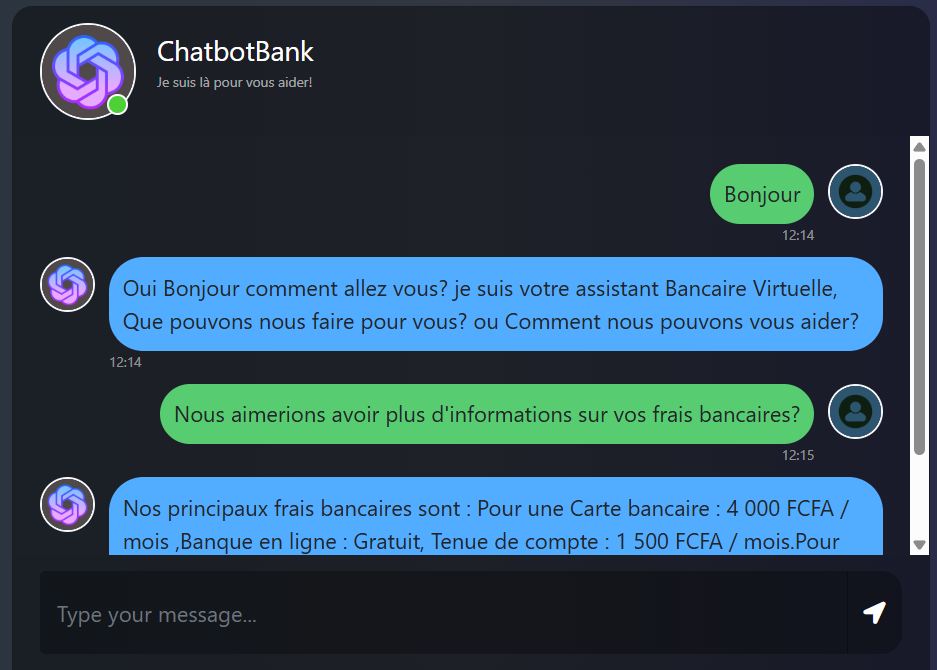 ChatbotBank
Je suis là pour vous aider!
Bonjour
12:14
Oui Bonjour comment allez vous? je suis votre assistant Bancaire Virtuelle,
Que pouvons nous faire pour vous? ou Comment nous pouvons vous aider?
12:14
Nous aimerions avoir plus d'informations sur vos frais bancaires?
12:15
Nos principaux frais bancaires sont : Pour une Carte bancaire : 4 000 FCFA /
mois ,Banque en ligne : Gratuit, Tenue de compte : 1 500 FCFA / mois.Pour
Type your message...